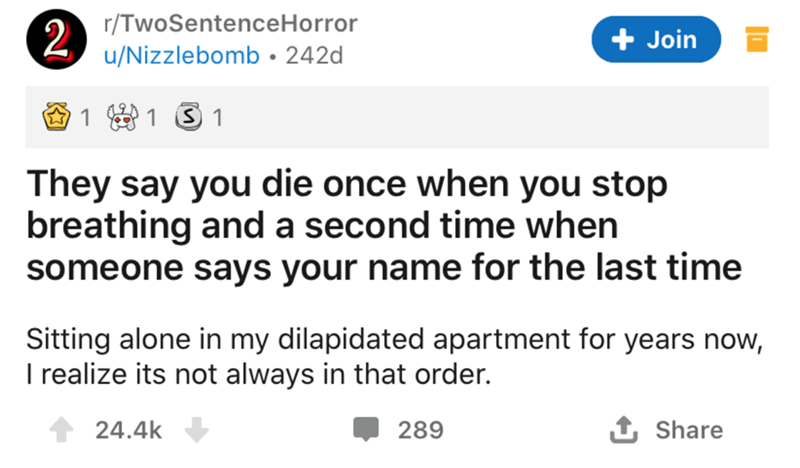 2
r/TwoSentenceHorror
u/Nizzlebomb • 242d
+ Join
1 1 S 1
They say you die once when you stop
breathing and a second time when
someone says your name for the last time
Sitting alone in my dilapidated apartment for years now,
I realize its not always in that order.
24.4k 289 Share